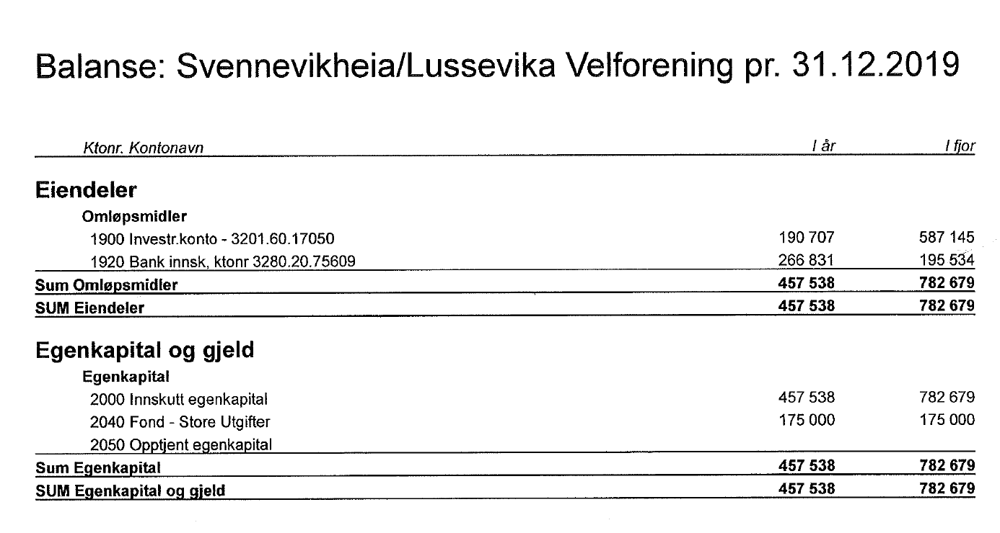 Balanse: Svennevikheia/Lussevika Velforening pr. 31.12.2019
Ktonr. Kontonavn I år I fjor
Eiendeler
Omløpsmidler
1900 Investr.konto - 3201.60.17050 190 707 587 145
1920 Bank innsk, ktonr 3280.20.75609 266 831 195 534
Sum Omløpsmidler 457 538 782 679
SUM Eiendeler 457 538 782 679
Egenkapital og gjeld
Egenkapital
2000 Innskutt egenkapital 457 538 782 679
2040 Fond - Store Utgifter 175 000 175 000
2050 Opptjent egenkapital
Sum Egenkapital 457 538 782 679
SUM Egenkapital og gjeld 457 538 782 679